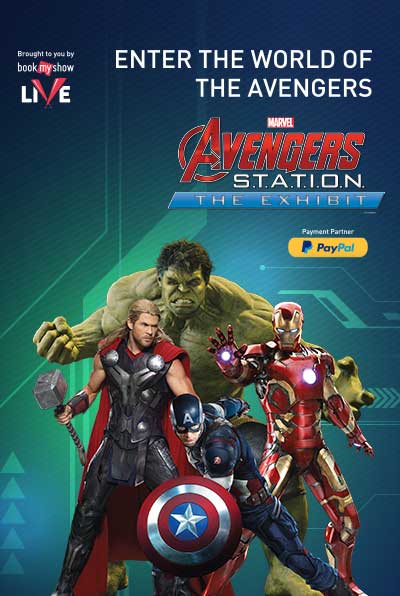 Brought to you by
book my show
LIVE
ENTER THE WORLD OF
THE AVENGERS
MARVEL
AVENGERS
S.T.A.T.I.O.N.
THE EXHIBIT
Payment Partner
PayPal
A